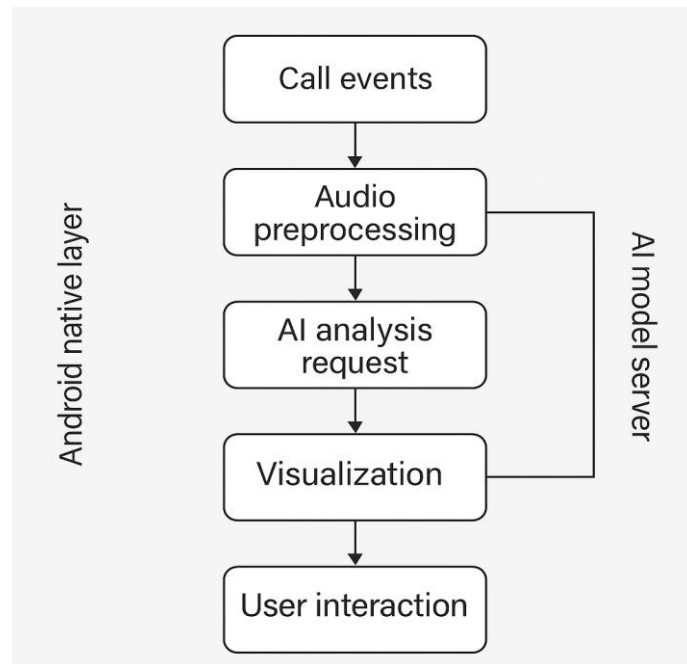 Call events
Audio
preprocessing
AI analysis
request
Visualization
User interaction
Android native layer
AI model server